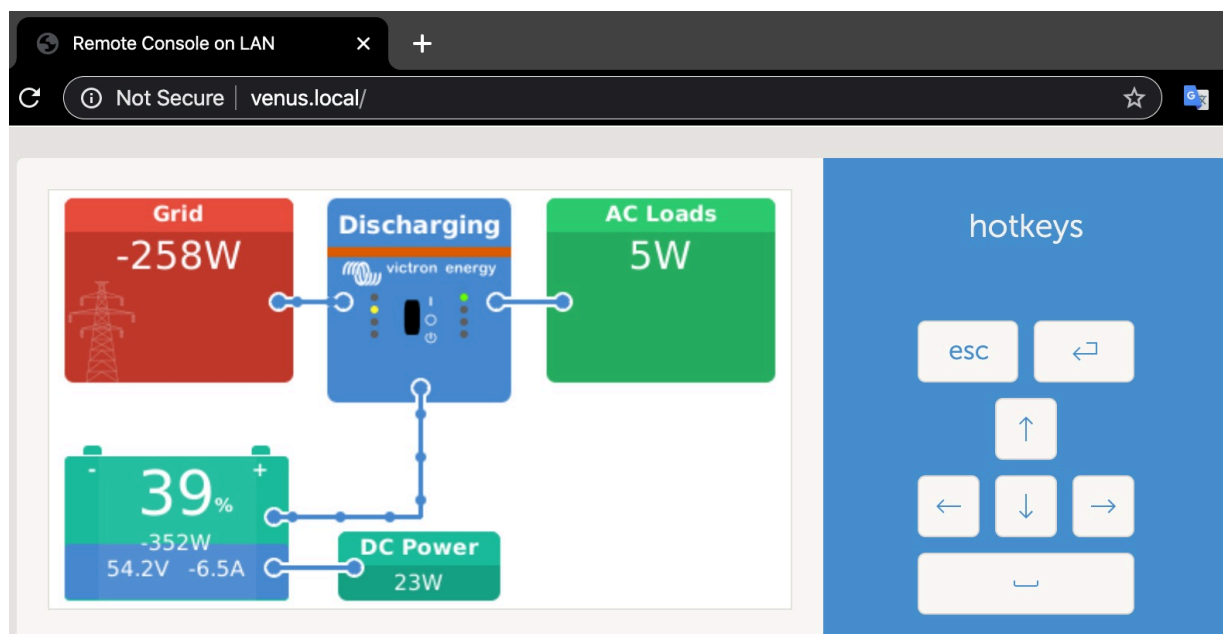 Remote Console on LAN
Not Secure venus.local/
Grid
-258W
Discharging
victron energy
AC Loads
5W
39%
- +
-352W
54.2V -6.5A
DC Power
23W
hotkeys
esc